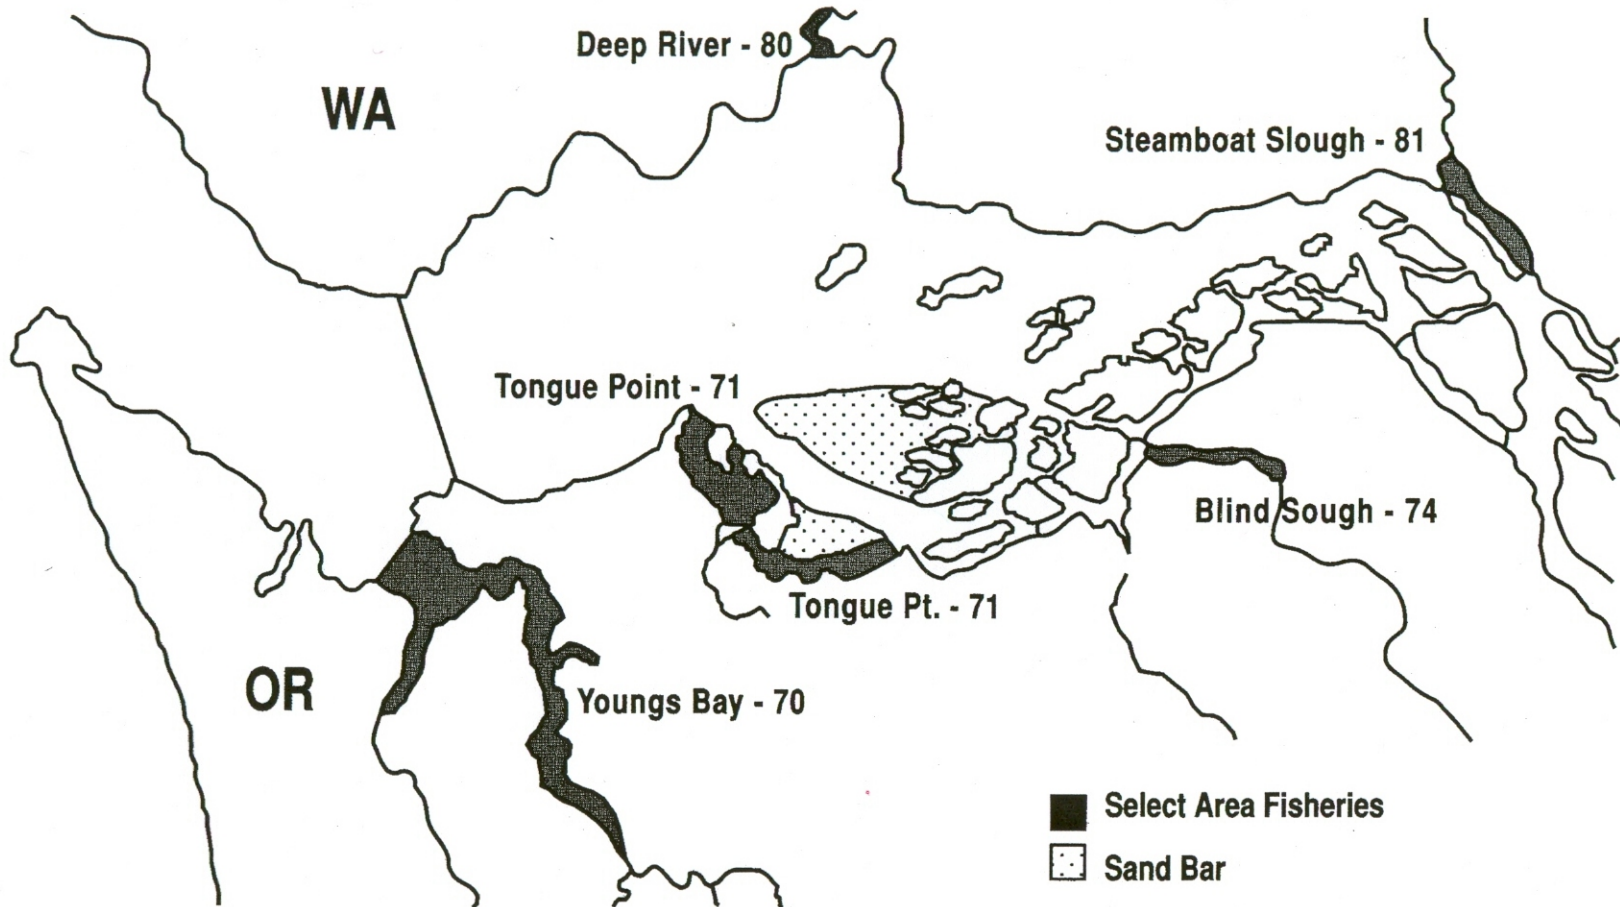 Deep River - 80
WA
Steamboat Slough - 81
Tongue Point - 71
Blind Sough - 74
Tongue Pt. - 71
OR
Youngs Bay - 70
Select Area Fisheries
Sand Bar